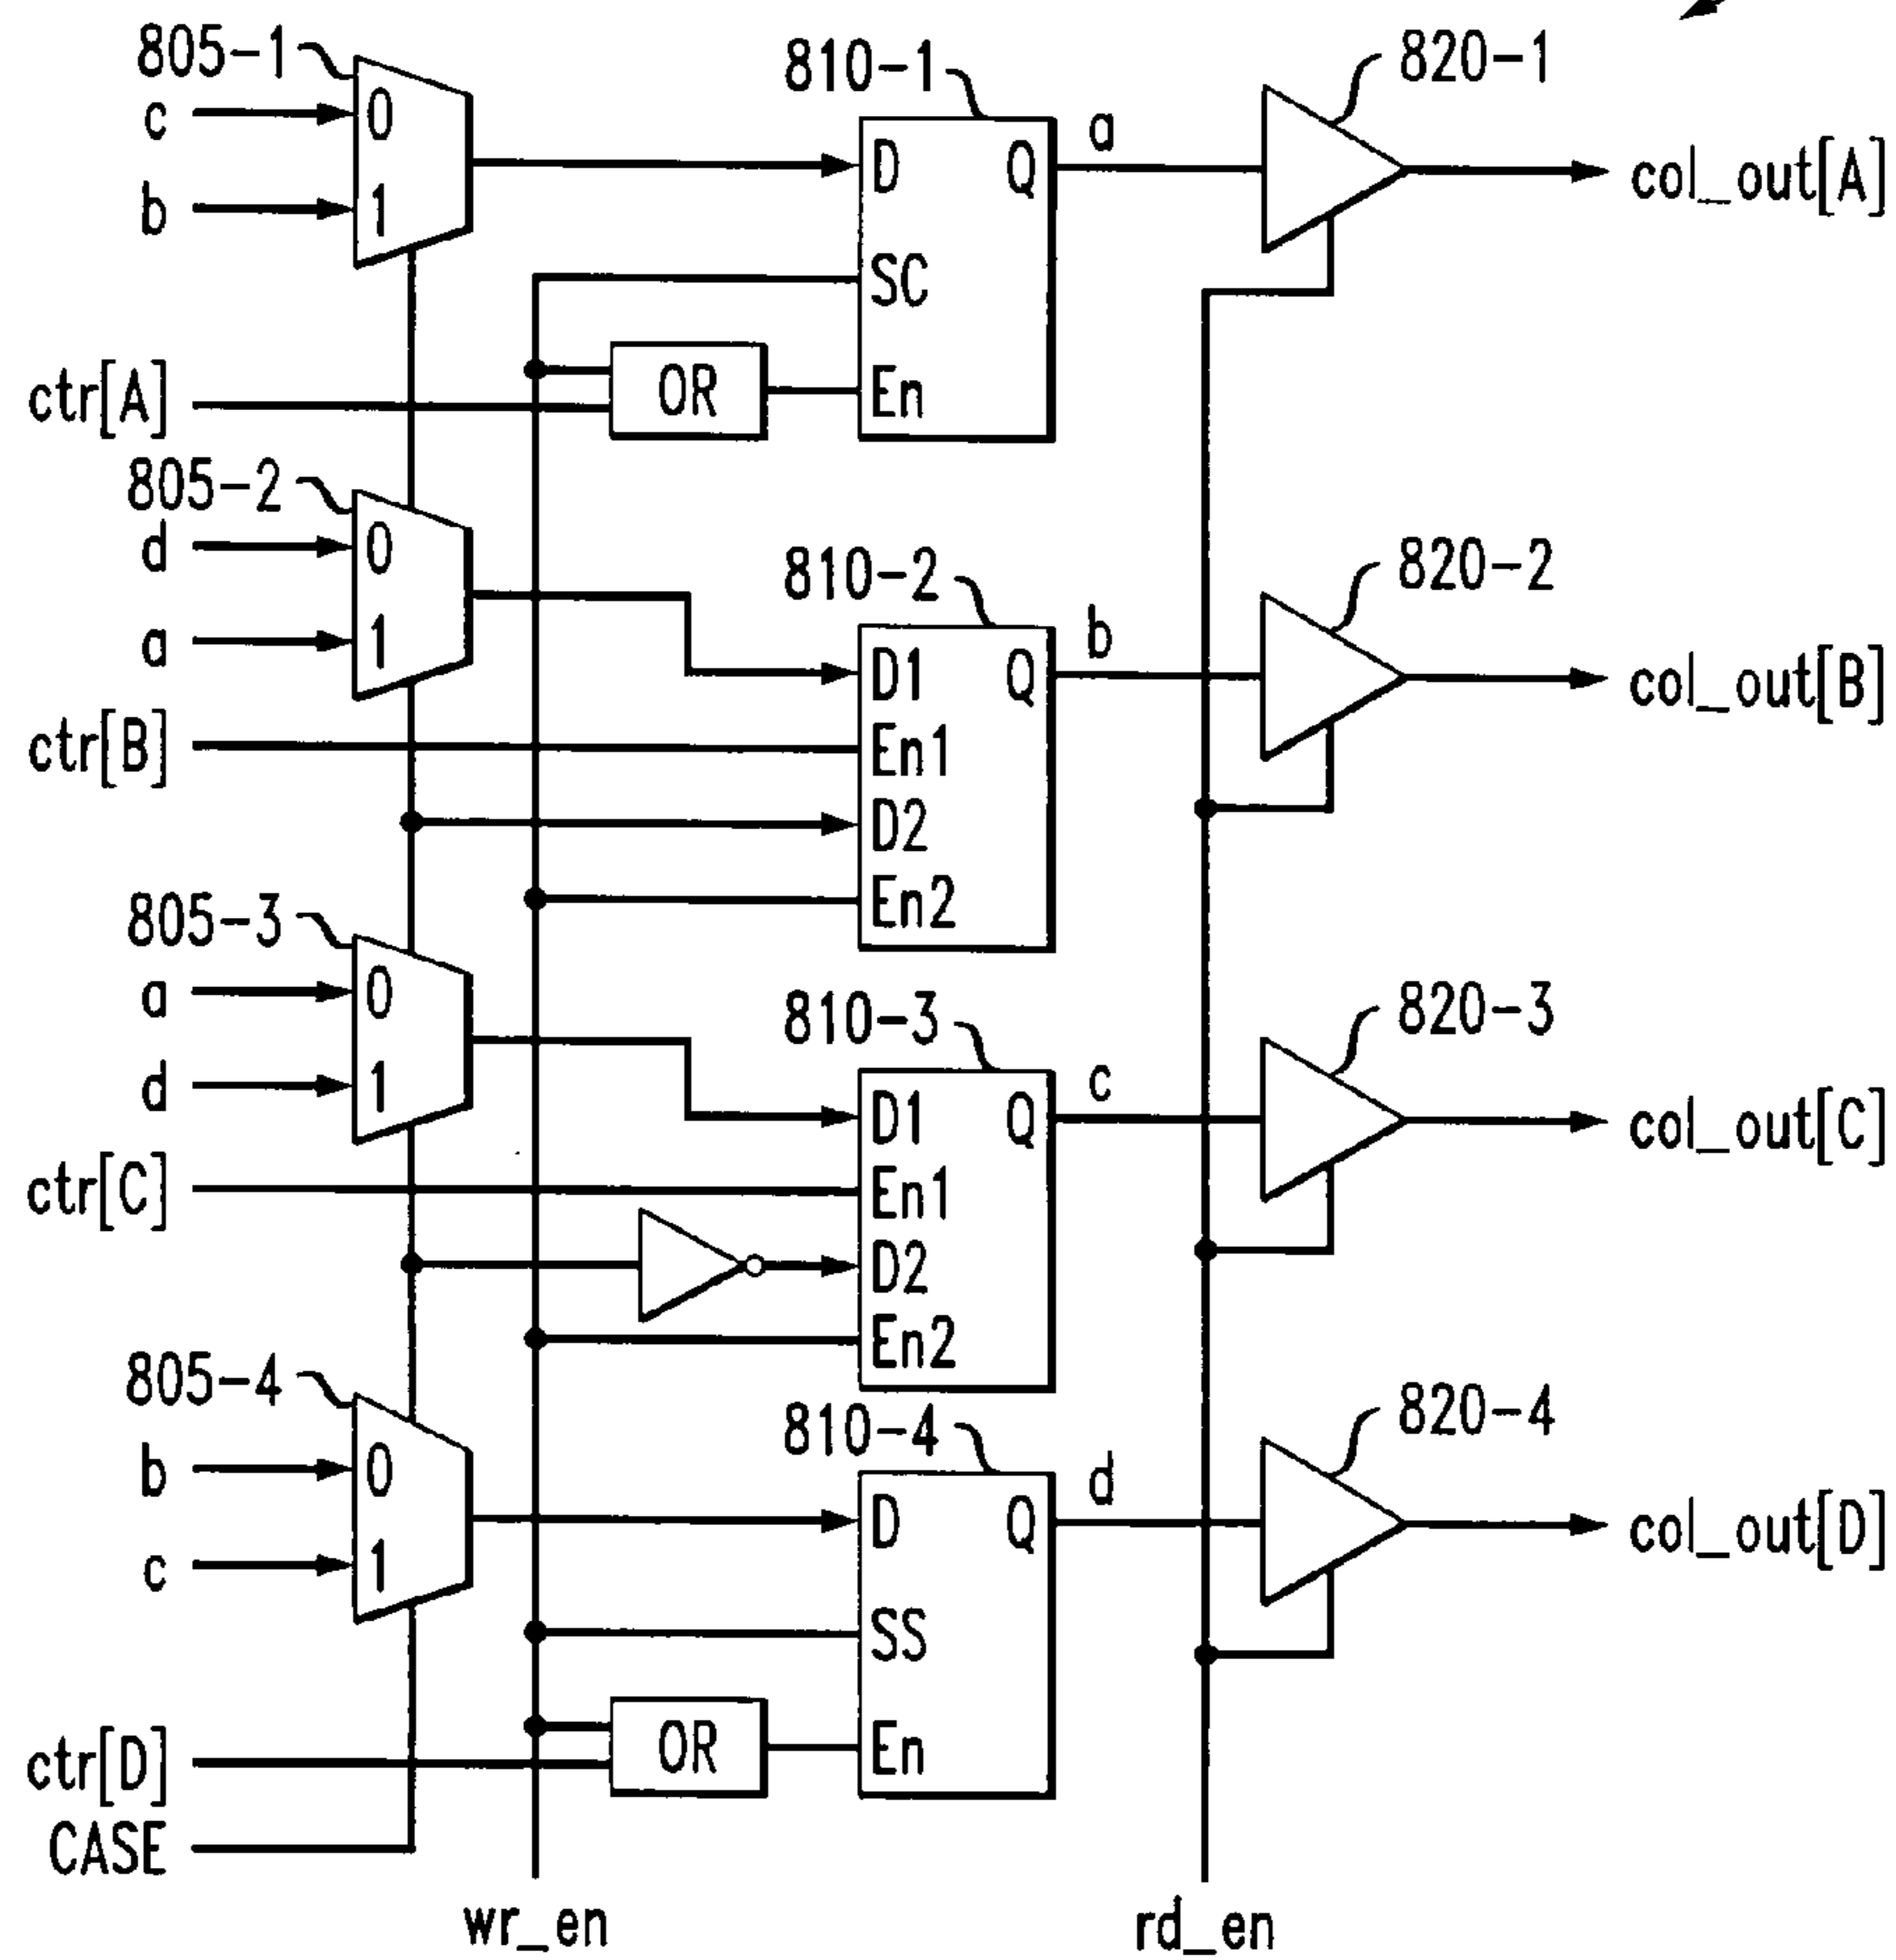 805-1
c
0
b
1
810-1
D
Q
SC
En
a
820-1
col_out[A]
ctr[A]
OR
805-2
d
0
a
1
810-2
D1
Q
En1
D2
En2
b
820-2
col_out[B]
ctr[B]
805-3
a
0
d
1
810-3
D1
Q
En1
D2
En2
c
820-3
col_out[C]
ctr[C]
805-4
b
0
c
1
810-4
D
Q
SS
En
d
820-4
col_out[D]
ctr[D]
OR
CASE
wr_en
rd_en